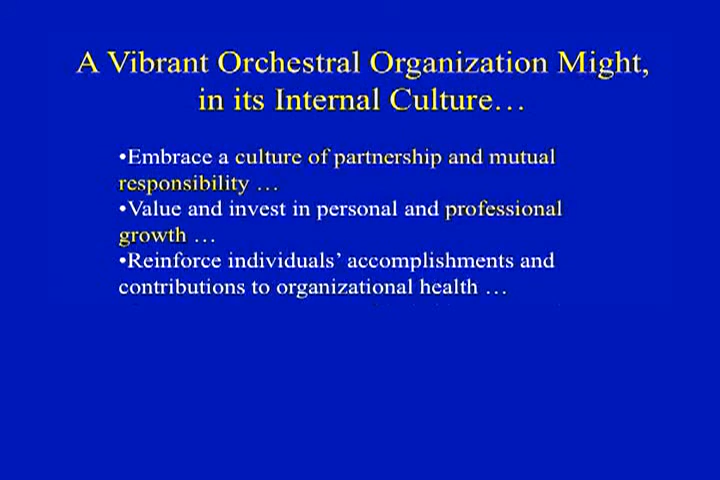 A Vibrant Orchestral Organization Might,
in its Internal Culture…
•Embrace a culture of partnership and mutual
responsibility …
•Value and invest in personal and professional
growth …
•Reinforce individuals’ accomplishments and
contributions to organizational health …